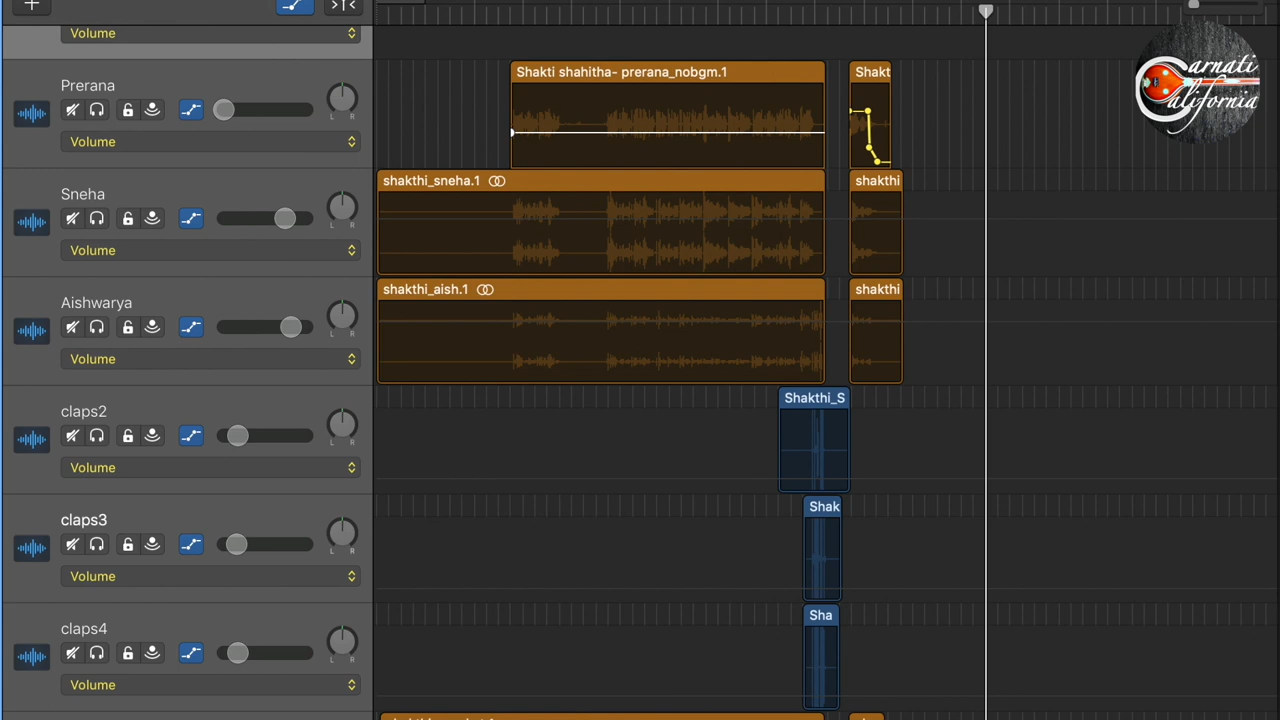 Volume
Carnatic
California
Prerana
Shakti shahitha- prerana_nobgm.1
Shakt
L R
Volume
Sneha
shakthi_sneha.1
shakthi
L R
Volume
Aishwarya
shakthi_aish.1
shakthi
L R
Volume
claps2
Shakthi_S
L R
Volume
claps3
Shak
L R
Volume
claps4
Sha
L R
Volume